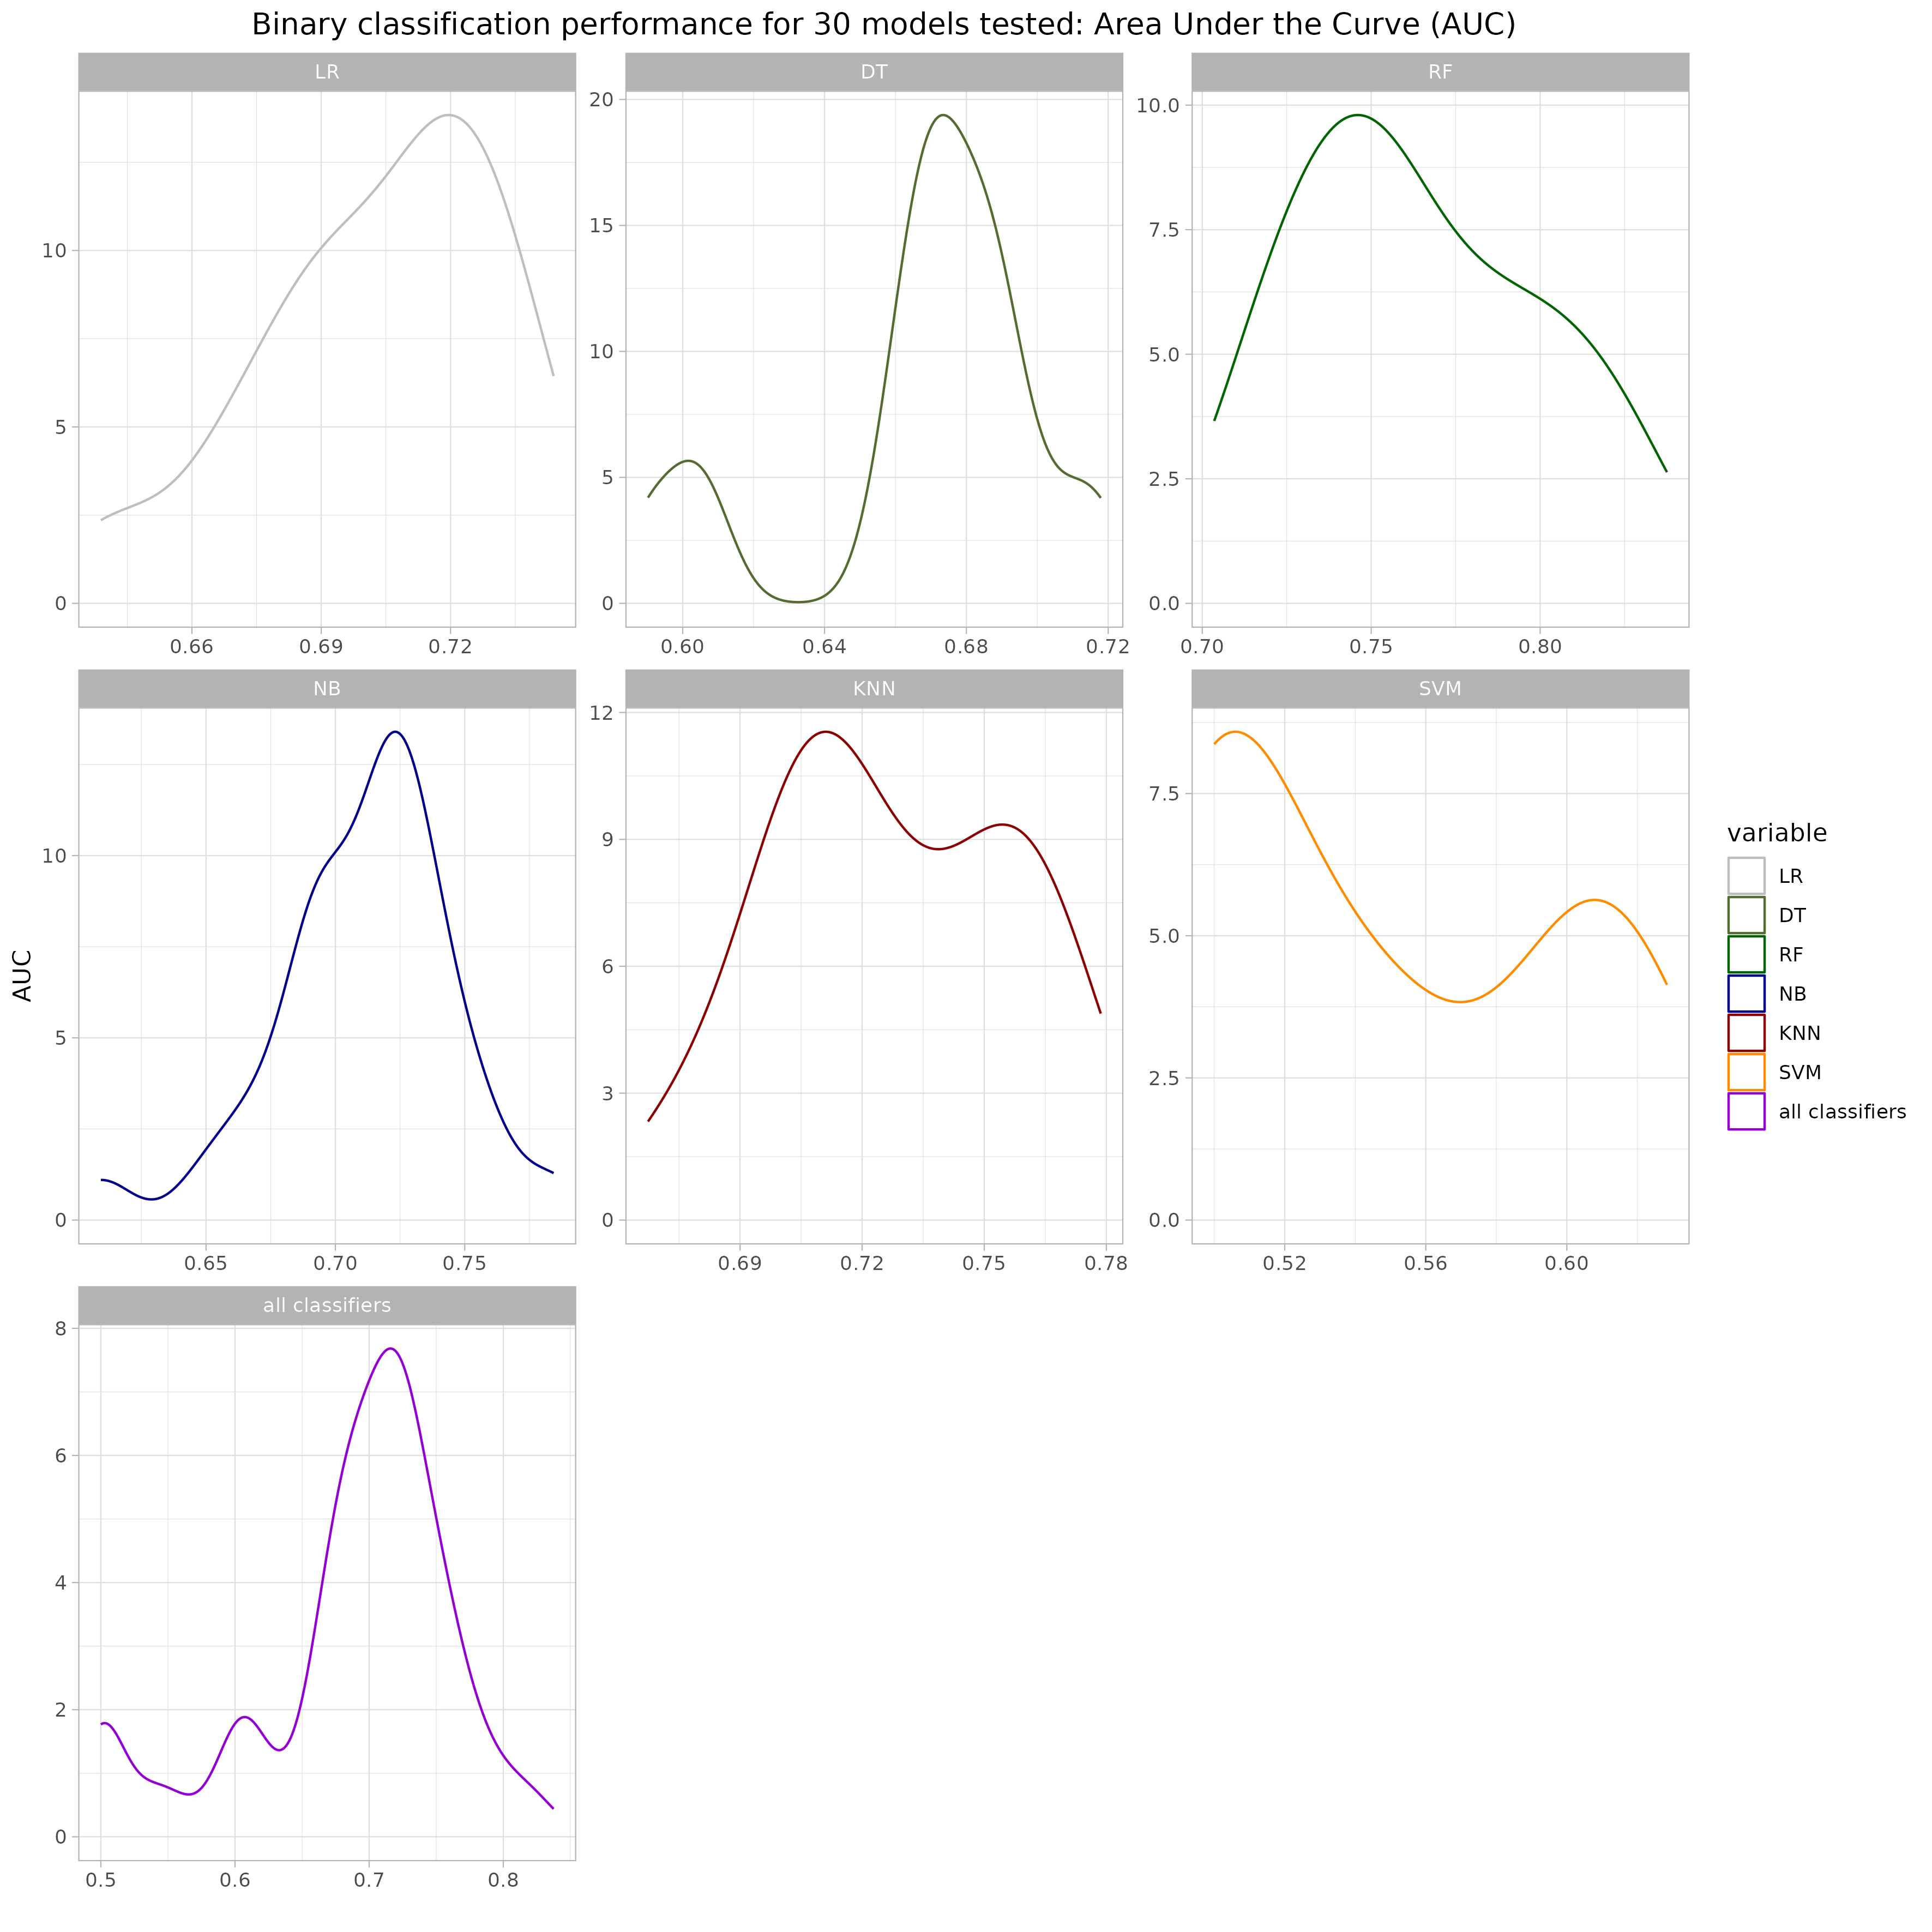 Binary classification performance for 30 models tested: Area Under the Curve (AUC)
LR
DT
RF
10
5
0
0.66 0.69 0.72
20
15
10
5
0
0.60 0.64 0.68 0.72
10.0
7.5
5.0
2.5
0.0
0.70 0.75 0.80
NB
KNN
SVM
10
5
0
0.65 0.70 0.75
12
9
6
3
0
0.69 0.72 0.75 0.78
7.5
5.0
2.5
0.0
0.52 0.56 0.60
all classifiers
8
6
4
2
0
0.5 0.6 0.7 0.8
AUC
variable
LR
DT
RF
NB
KNN
SVM
all classifiers